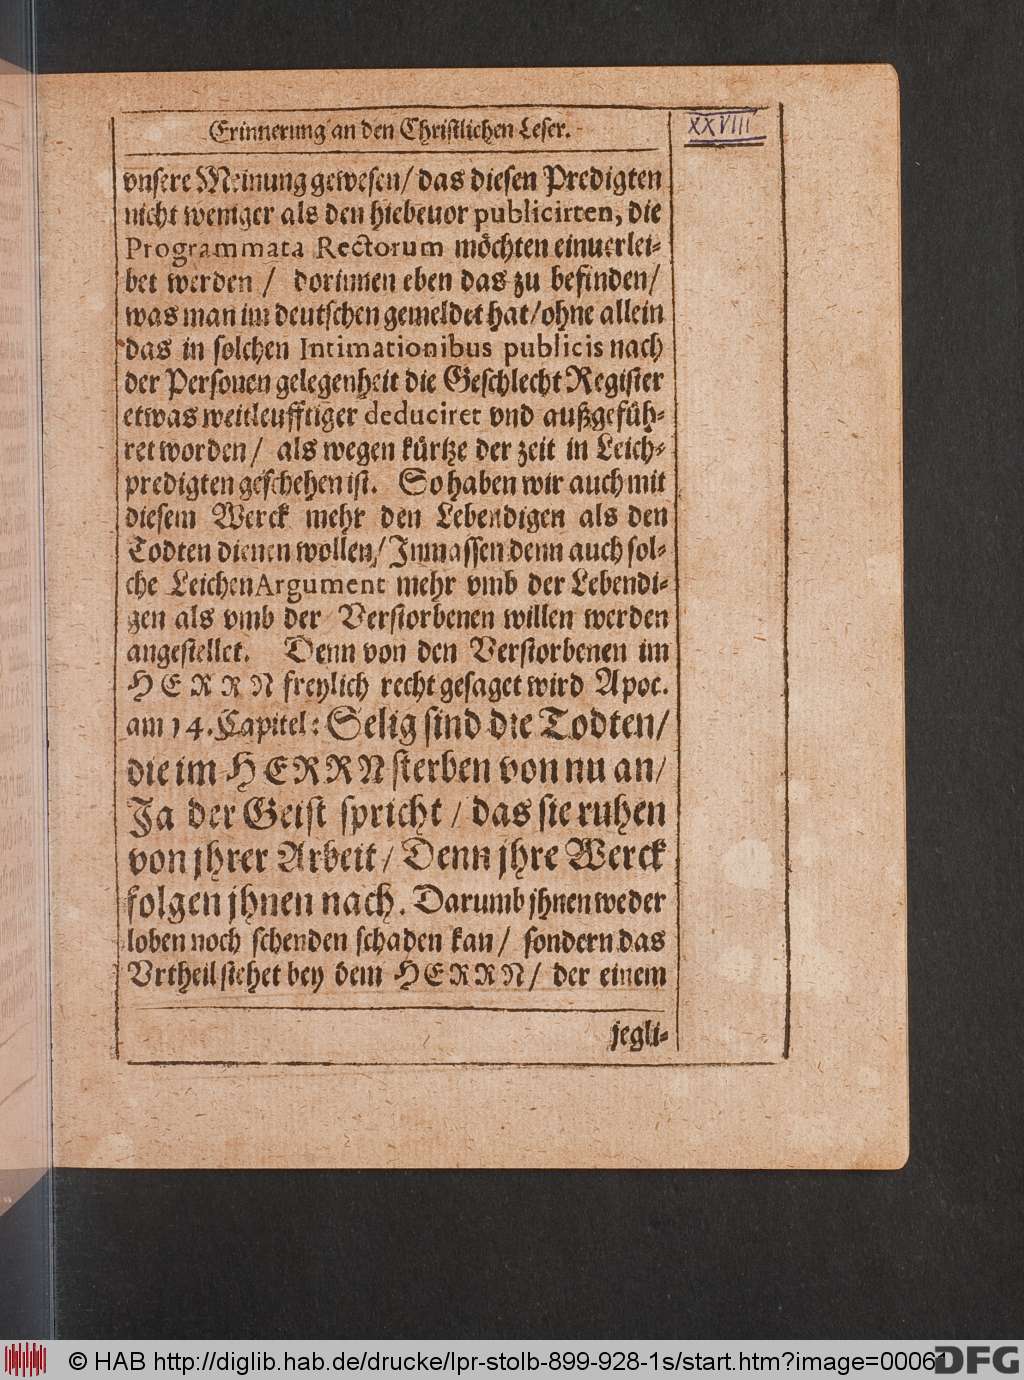 Erinnerung an den Christlichen Leser.
XXVIII
vnsere Meinung gewesen/ das diesen Predigten
nicht weniger als den hiebeuor publicirten, die
Programmata Rectorum möchten einuerlei-
bet werden / dorinnen eben das zu befinden/
was man im deutschen gemeldet hat/ohne allein
das in solchen Intimationibus publicis nach
der Personen gelegenheit die Geschlecht Register
etwas weitleufftiger deduciret vnd außgefüh-
ret worden/ als wegen kürtze der zeit in Leich-
predigten geschehen ist. So haben wir auch mit
diesem Werck mehr den Lebendigen als den
Todten dienen wollen/ Inmassen denn auch sol-
che Leichen Argument mehr vmb der Lebendi-
gen als vmb der Verstorbenen willen werden
angestellet. Denn von den Verstorbenen im
HERRN freylich recht gesaget wird Apoc.
am 14. Capitel: Selig sind die Todten/
die im HERRN sterben von nu an/
Ja der Geist spricht / das sie ruhen
von jhrer Arbeit/ Denn jhre Werck
folgen jhnen nach. Darumb jhnen weder
loben noch schenden schaden kan/ sondern das
Vrtheil stehet bey dem HERRN/ der einem
jegli-
© HAB http://diglib.hab.de/drucke/lpr-stolb-899-928-1s/start.htm?image=00061
DFG